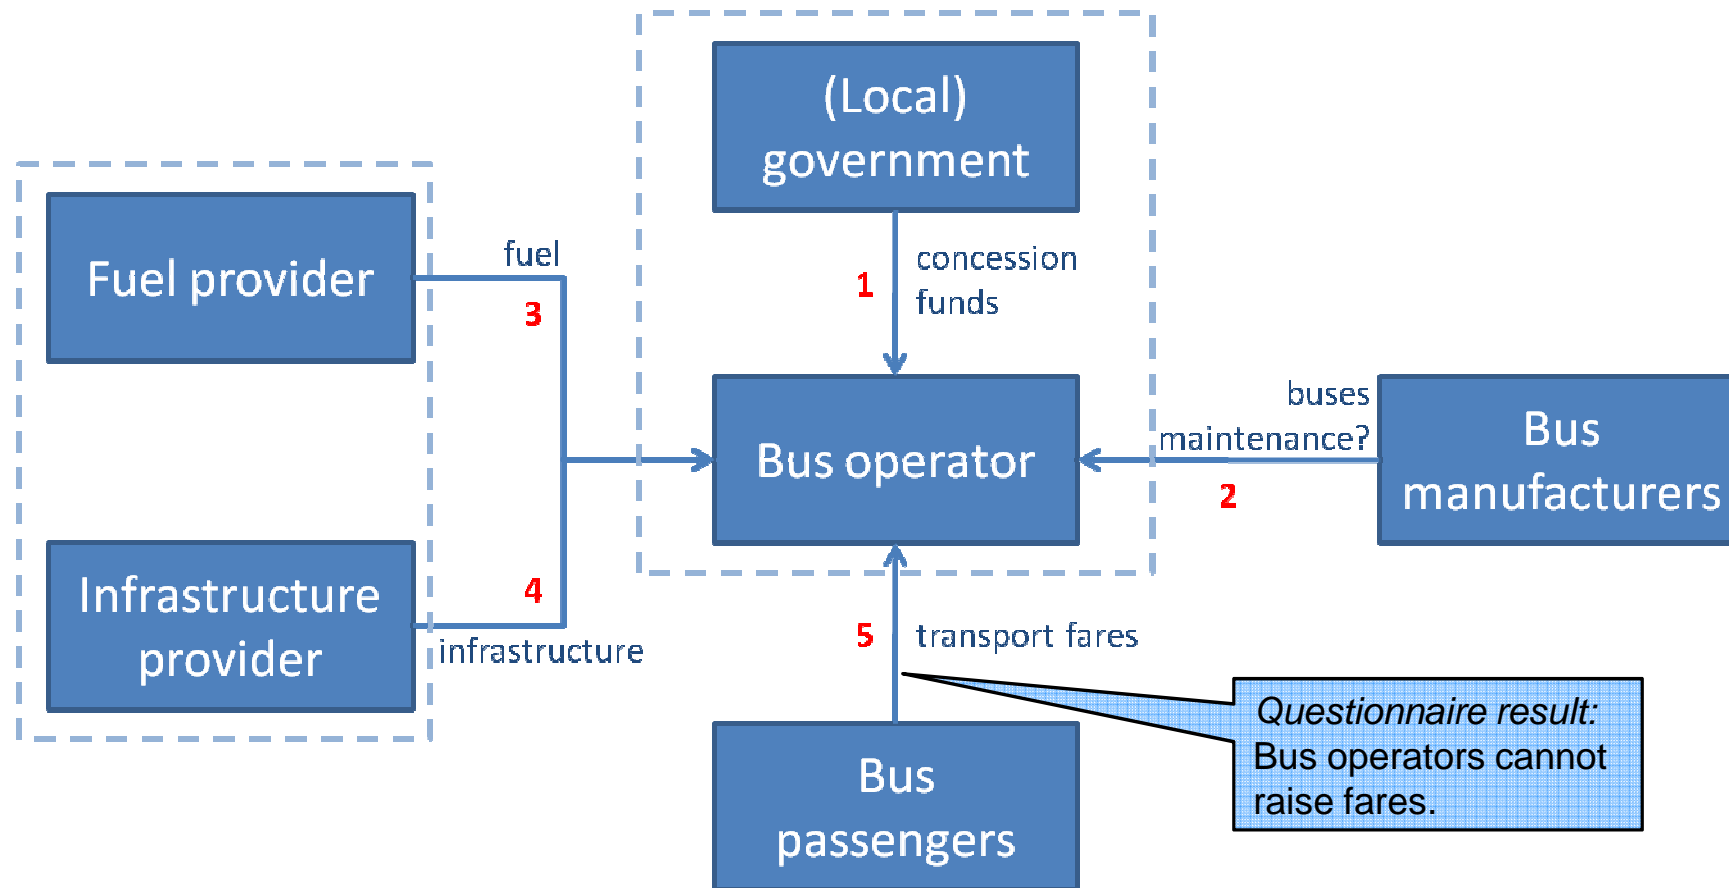 (Local)
government
Fuel provider
fuel
3
1
concession
funds
Bus operator
buses
maintenance?
2
Bus
manufacturers
Infrastructure
provider
4
infrastructure
5
transport fares
Questionnaire result:
Bus operators cannot
raise fares.
Bus
passengers